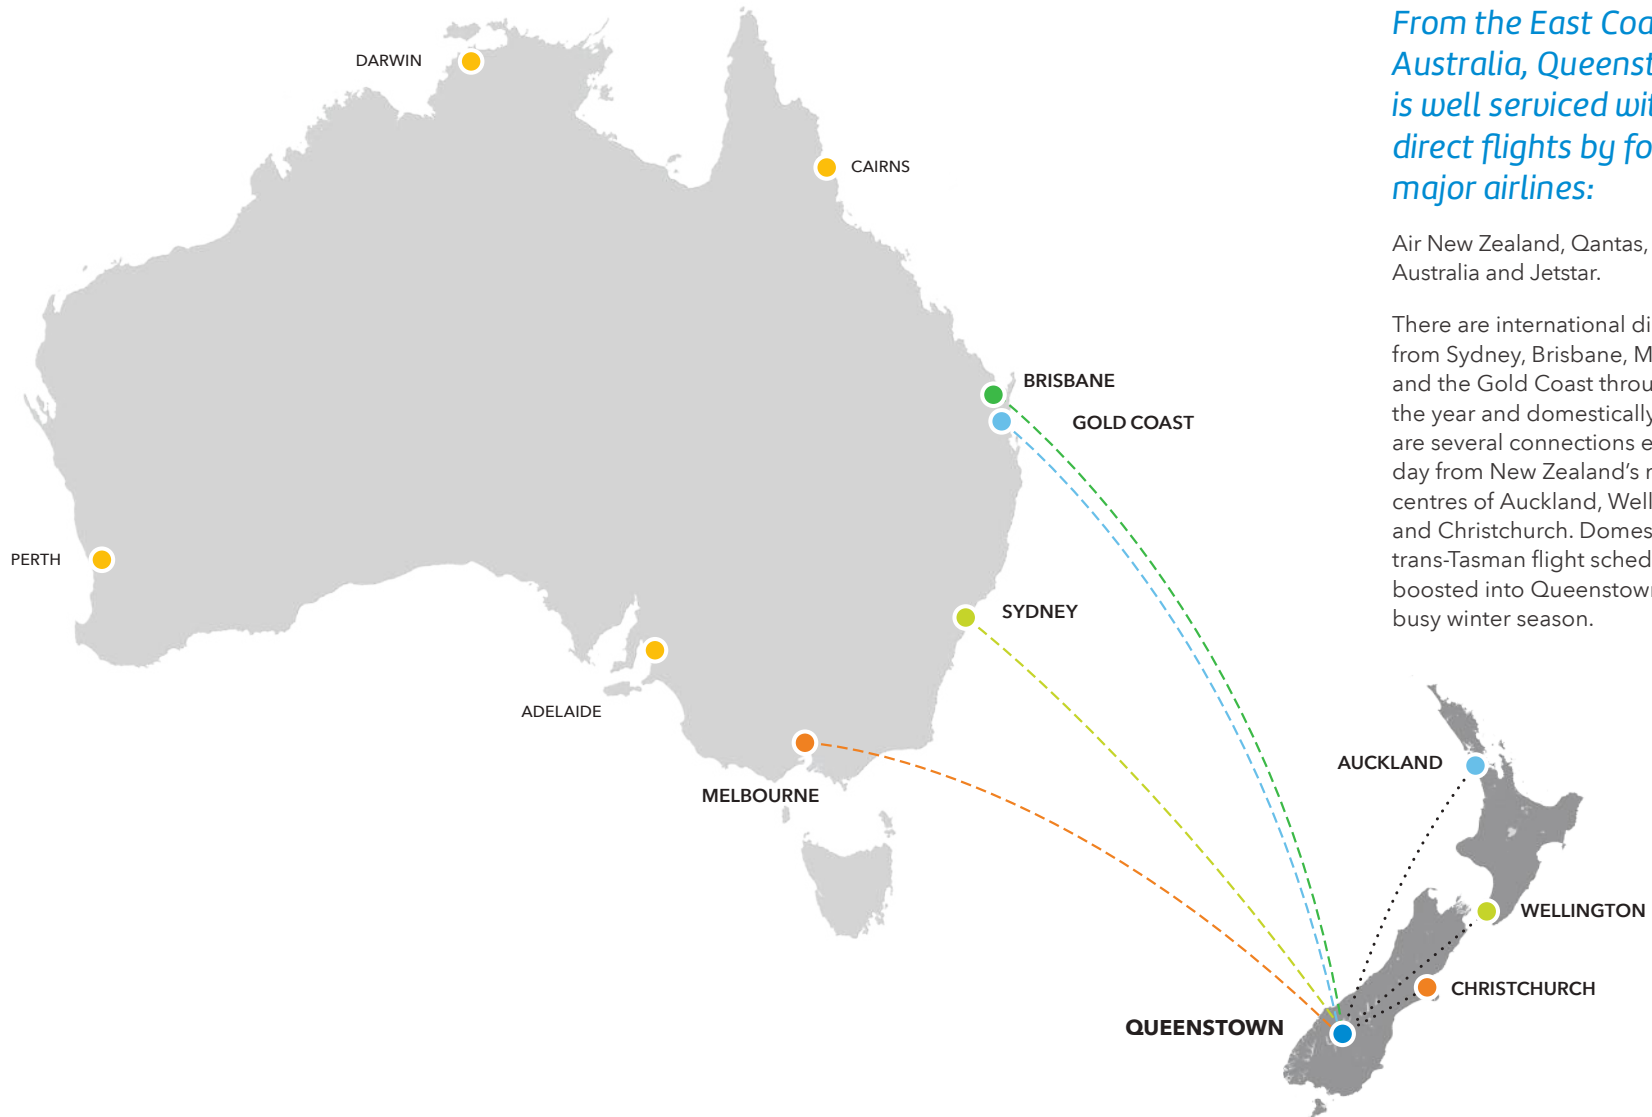 From the East Coa
Australia, Queenst
is well serviced wit
direct flights by fo
major airlines:
Air New Zealand, Qantas,
Australia and Jetstar.
There are international di
from Sydney, Brisbane, M
and the Gold Coast throu
the year and domestically
are several connections e
day from New Zealand's
centres of Auckland, Well
and Christchurch. Domes
trans-Tasman flight sched
boosted into Queenstown
busy winter season.
DARWIN
CAIRNS
BRISBANE
GOLD COAST
PERTH
SYDNEY
ADELAIDE
MELBOURNE
AUCKLAND
WELLINGTON
CHRISTCHURCH
QUEENSTOWN